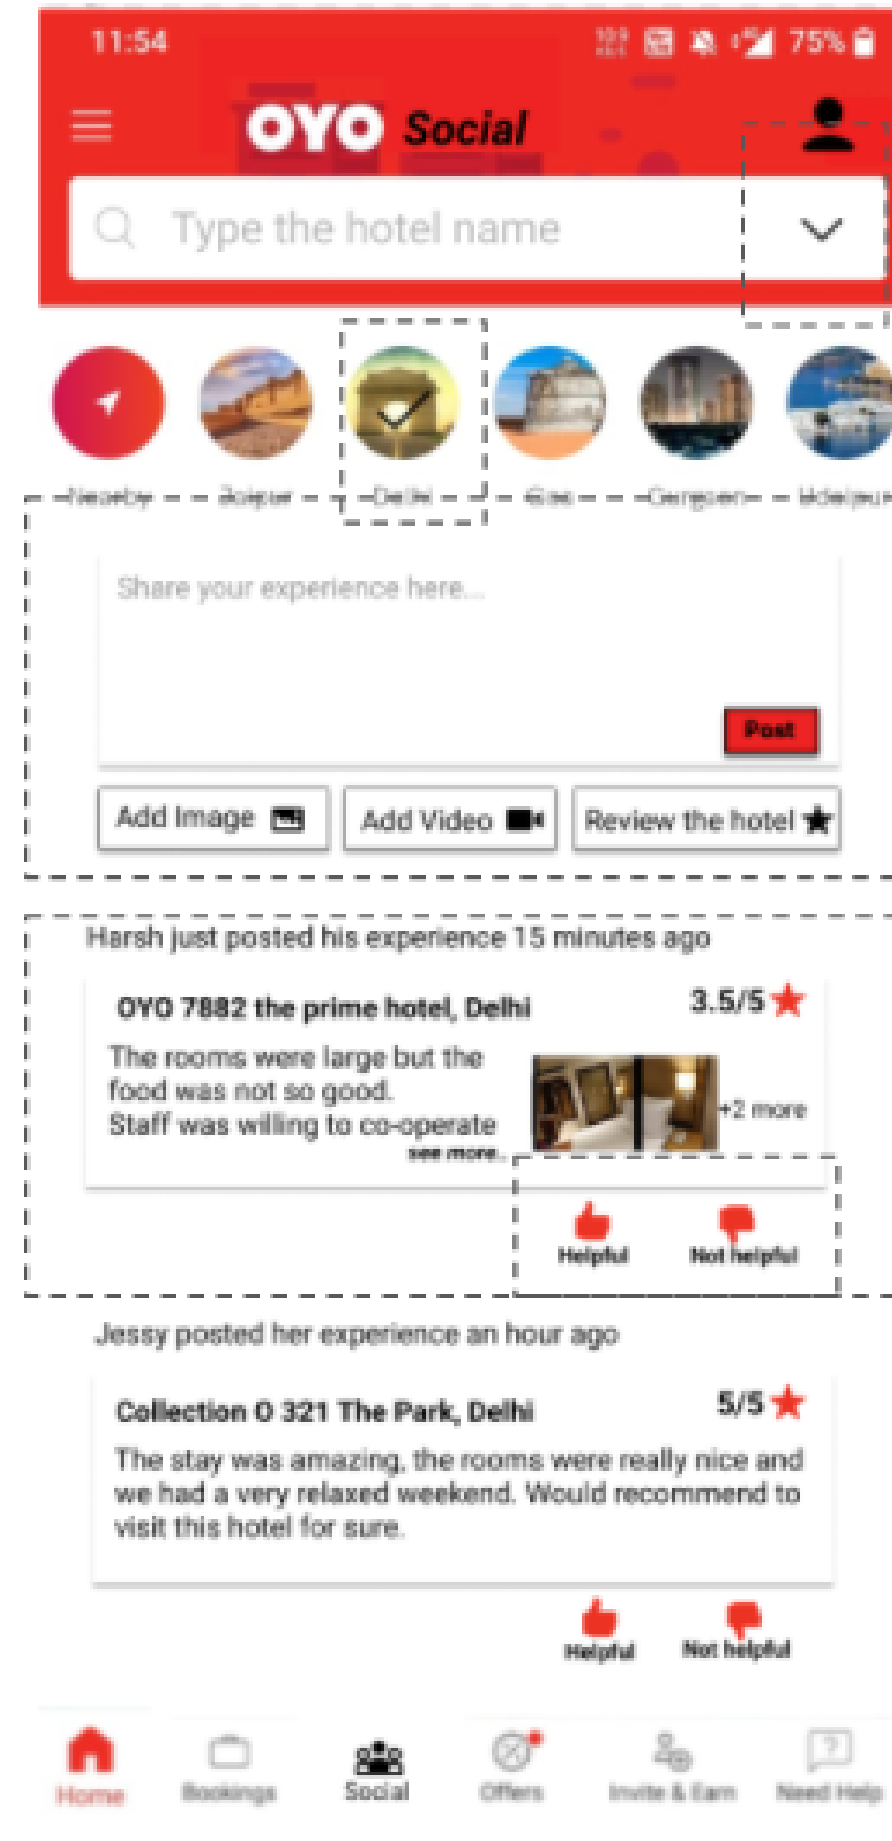 11:54
75%
OYO Social
Type the hotel name
Nearby Jaipur Delhi Goa Udaipur
Share your experience here...
Post
Add Image Add Video Review the hotel
Harsh just posted his experience 15 minutes ago
OYO 7882 the prime hotel, Delhi 3.5/5
The rooms were large but the
food was not so good.
Staff was willing to co-operate
+2 more
see more..
Helpful Not helpful
Jessy posted her experience an hour ago
Collection O 321 The Park, Delhi 5/5
The stay was amazing, the rooms were really nice and
we had a very relaxed weekend. Would recommend to
visit this hotel for sure.
Helpful Not helpful
Home Bookings Social Offers Invite & Earn Need Help
?